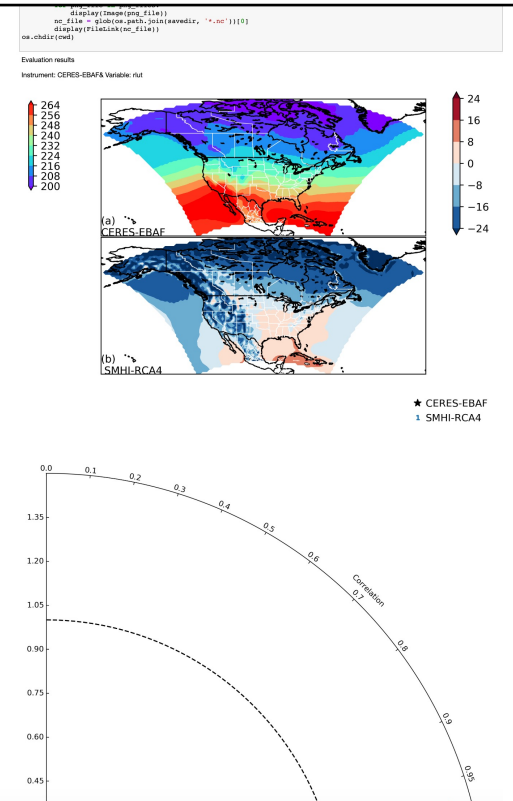 display(Image(png_file))
nc_file = glob(os.path.join(savedir, '*.nc'))[0]
display(FileLink(nc_file))
os.chdir(cwd)
Evaluation results
Instrument: CERES-EBAF& Variable: rlut
264
256
248
240
232
224
216
208
200
(a)
CERES-EBAF
24
16
8
0
−8
−16
−24
(b)
SMHI-RCA4
★ CERES-EBAF
1 SMHI-RCA4
0.0
0.1
0.2
0.3
0.4
0.5
0.6
Correlation
0.7
0.8
0.9
0.95
1.35
1.20
1.05
0.90
0.75
0.60
0.45